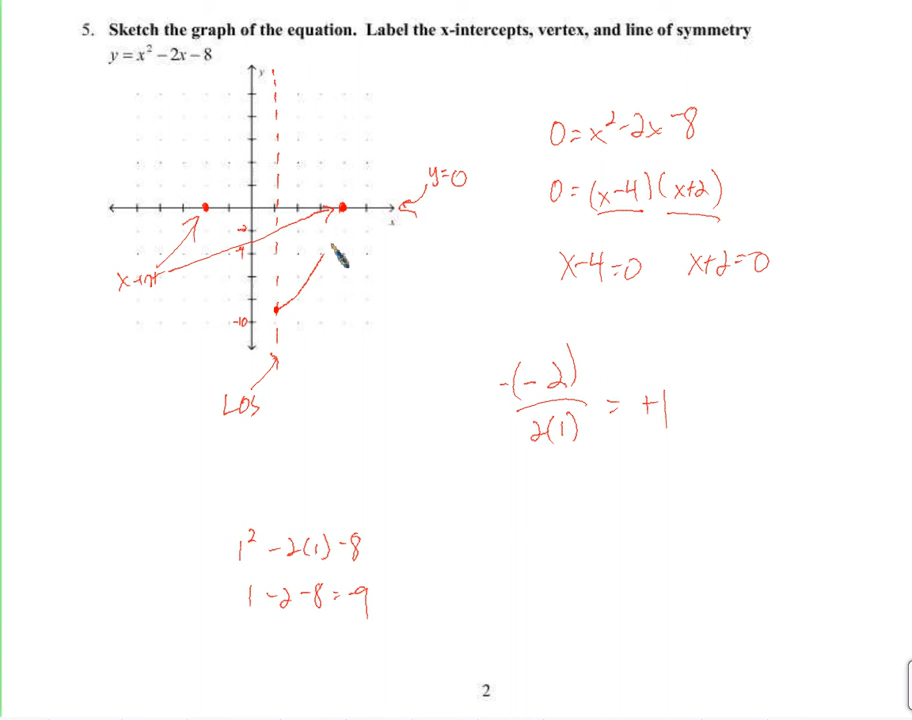 5. Sketch the graph of the equation. Label the x-intercepts, vertex, and line of symmetry
y = x² – 2x – 8
y
0=x²-2x-8
y=0
0=(x-4)(x+2)
x
-2
-4
x-4=0 x+2=0
x-int
-10
-(-2)
2(1)
= +1
LOS
1²-2(1)-8
1-2-8=-9
2